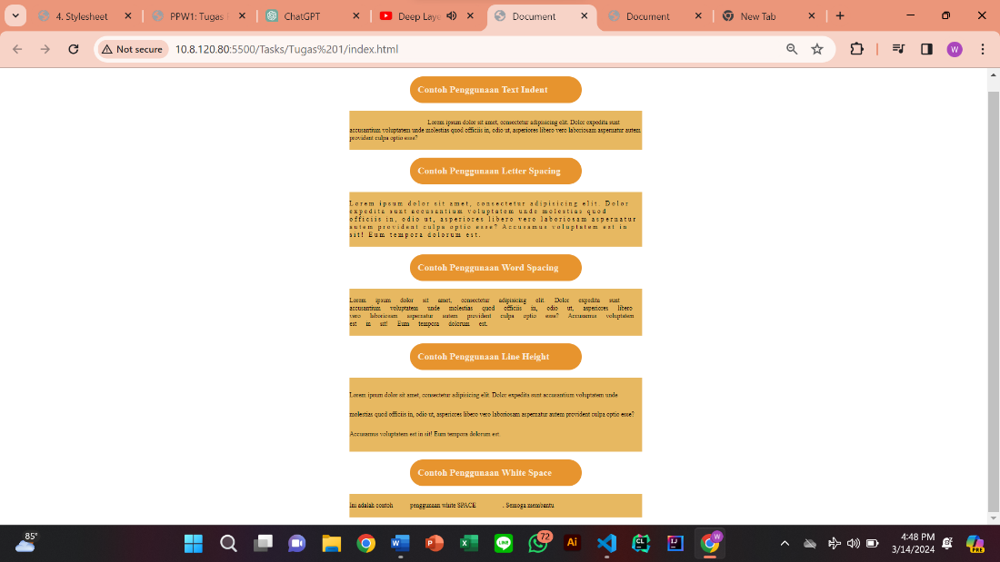 4. Stylesheet
PPW1: Tugas
ChatGPT
Deep Laye
Document
Document
New Tab
Not secure
10.8.120.80:5500/Tasks/Tugas%201/index.html
W
Contoh Penggunaan Text Indent
Lorem ipsum dolor sit amet, consectetur adipisicing elit. Dolor expedita sunt
accusantium voluptatem unde molestias quod officiis in, odio ut, asperiores libero vero laboriosam aspernatur autem
provident culpa optio esse?
Contoh Penggunaan Letter Spacing
Lorem ipsum dolor sit amet, consectetur adipisicing elit. Dolor
expedita sunt accusantium voluptatem unde molestias quod
officiis in, odio ut, asperiores libero vero laboriosam aspernatur
autem provident culpa optio esse? Accusamus voluptatem est in
sit! Eum tempora dolorum est.
Contoh Penggunaan Word Spacing
Lorem ipsum dolor sit amet, consectetur adipisicing elit. Dolor expedita sunt
accusantium voluptatem unde molestias quod officiis in, odio ut, asperiores libero
vero laboriosam aspernatur autem provident culpa optio esse? Accusamus voluptatem
est in sit! Eum tempora dolorum est.
Contoh Penggunaan Line Height
Lorem ipsum dolor sit amet, consectetur adipisicing elit. Dolor expedita sunt accusantium voluptatem unde
molestias quod officiis in, odio ut, asperiores libero vero laboriosam aspernatur autem provident culpa optio esse?
Accusamus voluptatem est in sit! Eum tempora dolorum est.
Contoh Penggunaan White Space
Ini adalah contoh penggunaan white SPACE . Semoga membantu
85°
W
P
X
LINE
72
Ai
CL
IJ
W
4:48 PM
3/14/2024
PRE